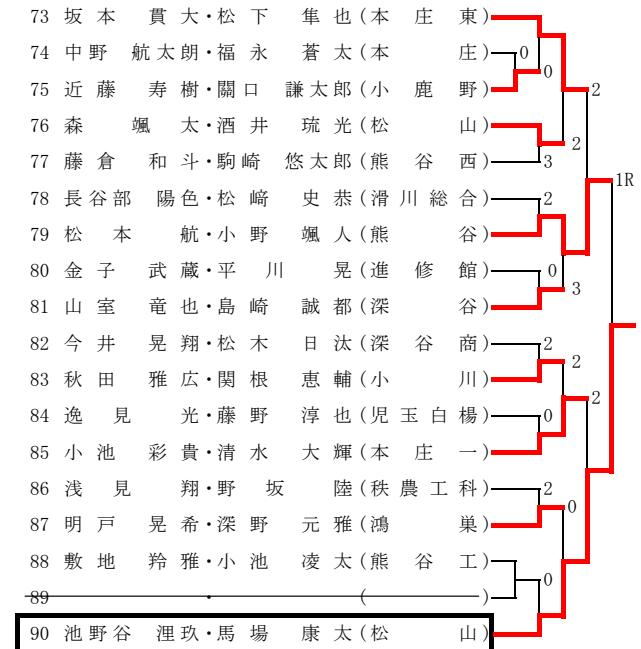 73 坂本 貫大・松下 隼也(本庄東)
74 中野 航太朗・福永 蒼太(本庄) 0
0
75 近藤 寿樹・關口 謙太郎(小鹿野) 2
76 森 颯太・酒井 琉光(松山)
2
77 藤倉 和斗・駒崎 悠太郎(熊谷西) 3
1R
78 長谷部 陽色・松﨑 史恭(滑川総合) 2
79 松本 航・小野 颯人(熊谷)
80 金子 武蔵・平川 晃(進修館) 0
3
81 山室 竜也・島崎 誠都(深谷)
82 今井 晃翔・松木 日汰(深谷商) 2
2
83 秋田 雅広・関根 恵輔(小川)
2
84 逸見 光・藤野 淳也(児玉白楊) 0
85 小池 彩貴・清水 大輝(本庄一)
86 浅見 翔・野坂 陸(秩農工科) 2
0
87 明戸 晃希・深野 元雅(鴻巣)
88 敷地 羚雅・小池 凌太(熊谷工)
0
89 ・ ( )
90 池野谷 浬玖・馬場 康太(松山)